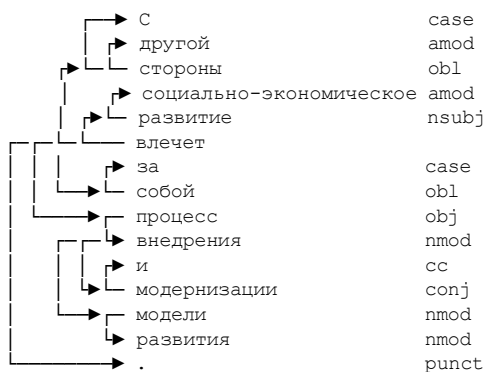 С case
другой amod
стороны obl
социально-экономическое amod
развитие nsubj
влечет
за case
собой obl
процесс obj
внедрения nmod
и cc
модернизации conj
модели nmod
развития nmod
. punct